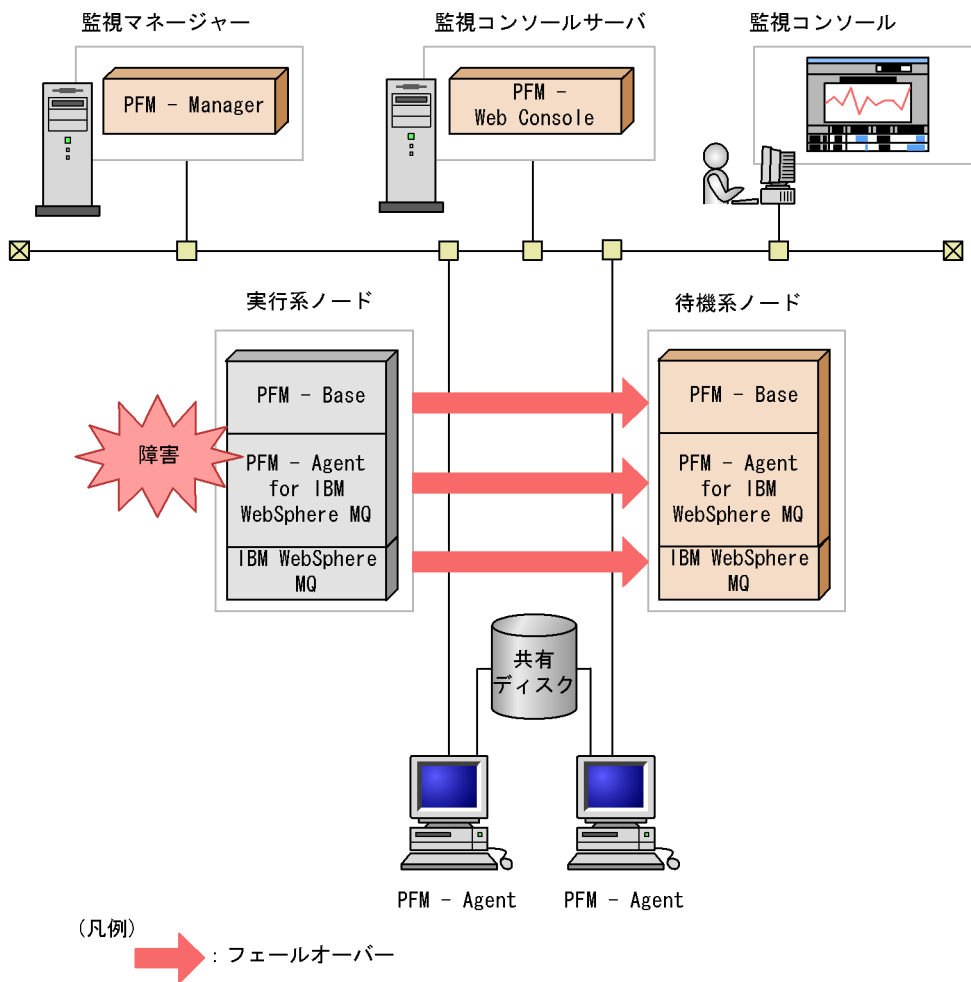 監視マネージャー
監視コンソールサーバ
監視コンソール
PFM - Manager
PFM -
Web Console
実行系ノード
待機系ノード
障害
PFM - Base
PFM - Agent
for IBM
WebSphere MQ
IBM WebSphere
MQ
PFM - Base
PFM - Agent
for IBM
WebSphere MQ
IBM WebSphere
MQ
共有
ディスク
PFM - Agent
PFM - Agent
(凡例)
: フェールオーバー